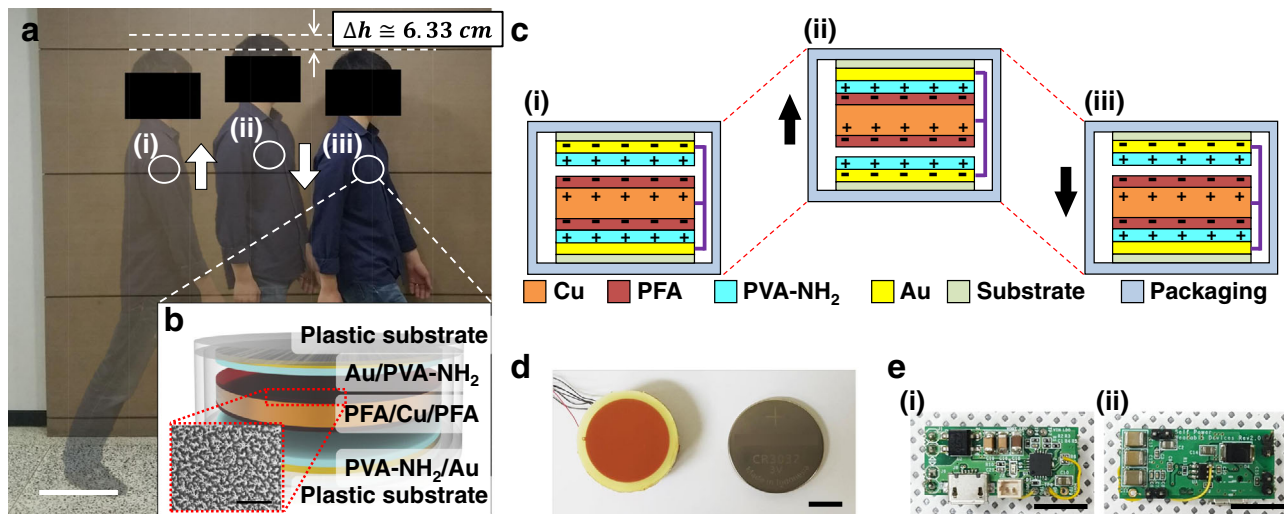 a
Δh ≅ 6.33 cm
(i)
(ii)
(iii)
b
Plastic substrate
Au/PVA-NH₂
PFA/Cu/PFA
PVA-NH₂/Au
Plastic substrate
c
(i)
(ii)
(iii)
Cu
PFA
PVA-NH₂
Au
Substrate
Packaging
d
CR3032
3V
e
(i)
(ii)